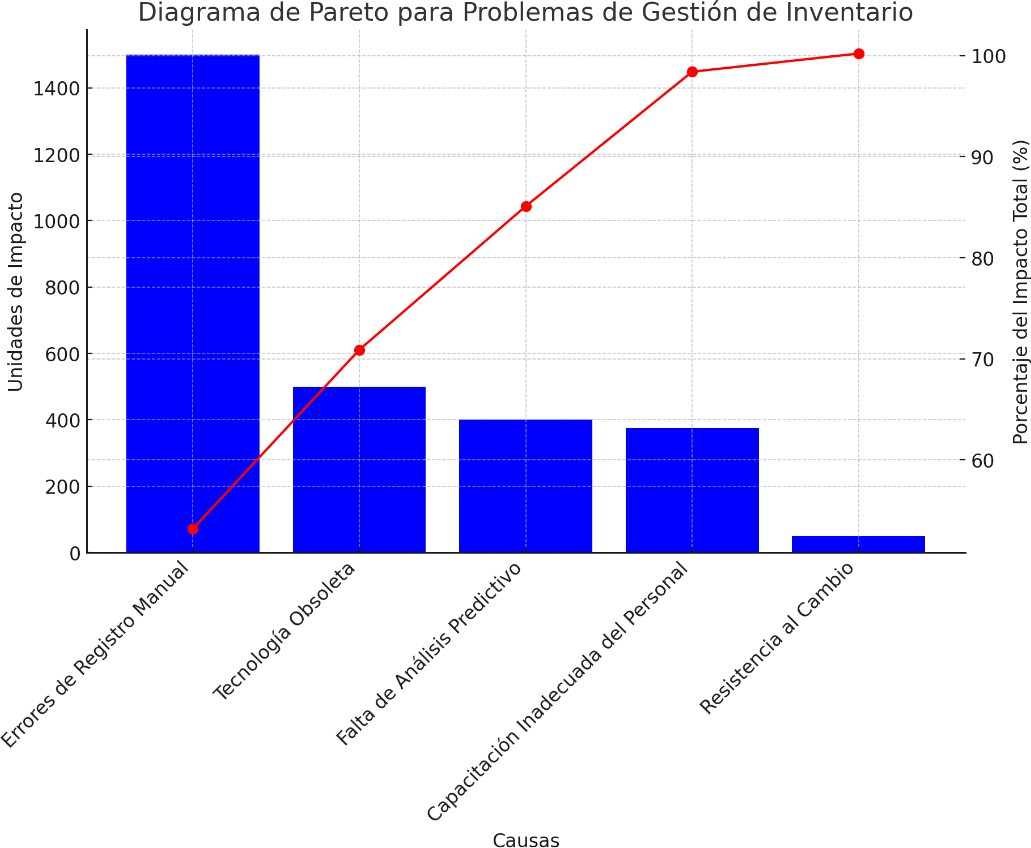 Diagrama de Pareto para Problemas de Gestión de Inventario
Unidades de Impacto
1400
1200
1000
800
600
400
200
0
100
90
80
70
60
Porcentaje del Impacto Total (%)
Errores de Registro Manual
Tecnología Obsoleta
Falta de Análisis Predictivo
Capacitación Inadecuada del Personal
Resistencia al Cambio
Causas